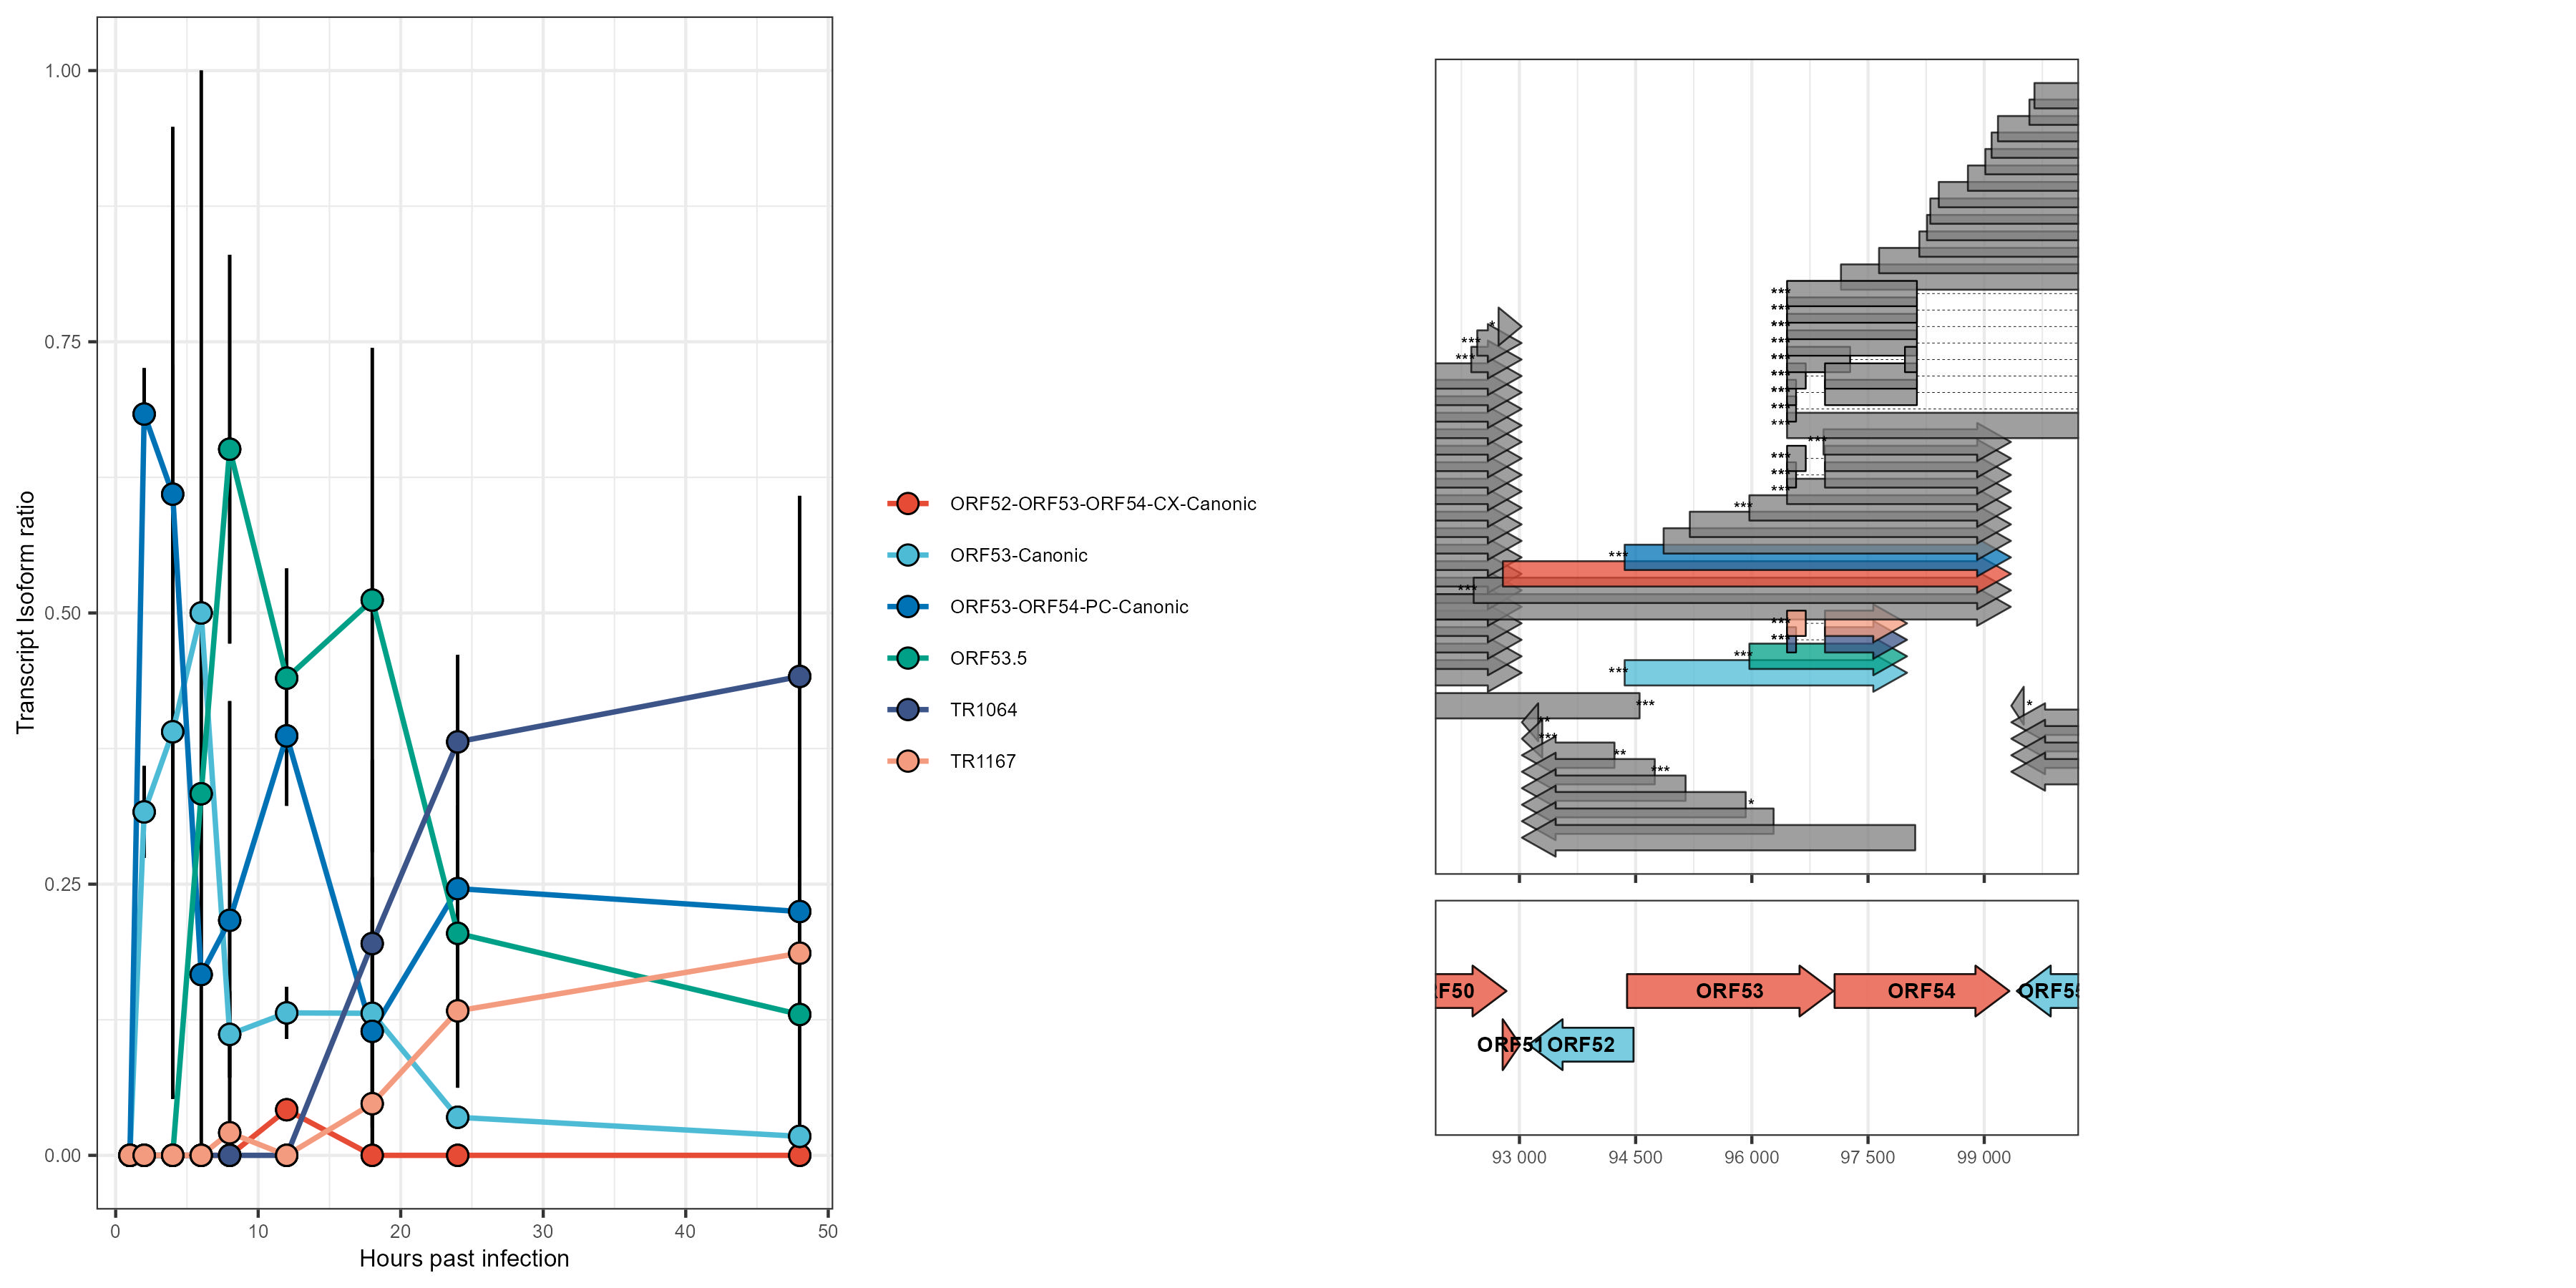 1.00
0.75
0.50
0.25
0.00
Transcript Isoform ratio
0
10
20
30
40
50
Hours past infection
ORF52-ORF53-ORF54-CX-Canonic
ORF53-Canonic
ORF53-ORF54-PC-Canonic
ORF53.5
TR1064
TR1167
ORF53
ORF54
ORF51
ORF52
93 000
94 500
96 000
97 500
99 000